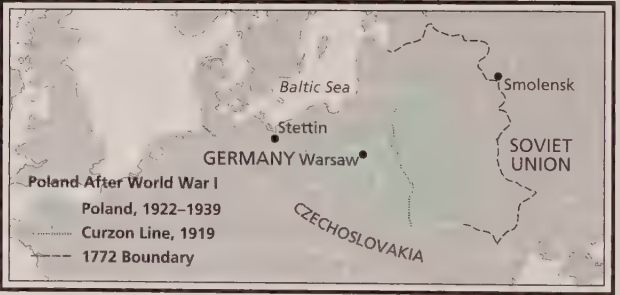 Baltic Sea
Smolensk
Stettin
GERMANY Warsaw
SOVIET
UNION
Poland After World War I
Poland, 1922–1939
CZECHOSLOVAKIA
Curzon Line, 1919
1772 Boundary